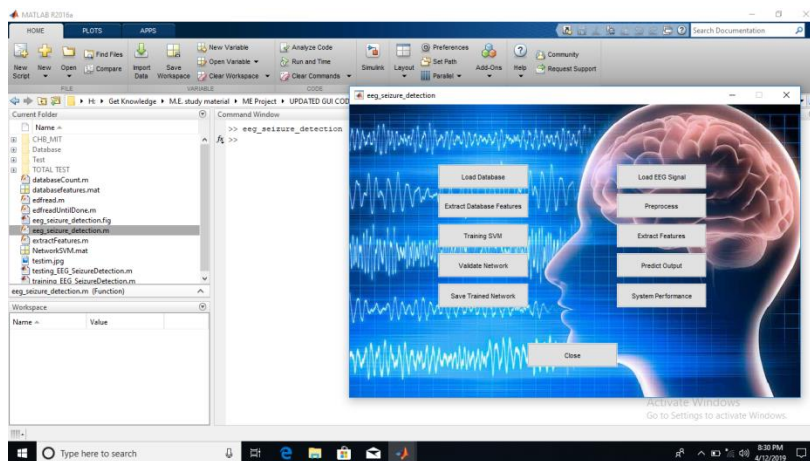 MATLAB R2016a
HOME PLOTS APPS Search Documentation
New Script New Open Find Files Compare Import Data Save Workspace New Variable Open Variable Clear Workspace Analyze Code Run and Time Clear Commands Simulink Layout Preferences Set Path Parallel Add-Ons Help Community Request Support
FILE VARIABLE CODE
H: Get Knowledge M.E. study material ME Project UPDATED GUI COD
Current Folder
Name
CHB_MIT
Database
Test
TOTAL TEST
databaseCount.m
databasefeatures.mat
edfread.m
edfreadUntilDone.m
eeg_seizure_detection.fig
eeg_seizure_detection.m
extractFeatures.m
NetworkSVM.mat
testim.jpg
testing_EEG_SeizureDetection.m
training_EEG_SeizureDetection.m
eeg_seizure_detection.m (Function)
Workspace
Name Value
Command Window
>> eeg_seizure_detection
fx >>
eeg_seizure_detection
Load Database Load EEG Signal
Extract Database Features Preprocess
Training SVM Extract Features
Validate Network Predict Output
Save Trained Network System Performance
Close
Activate Windows
Go to Settings to activate Windows.
Type here to search
8:30 PM
4/12/2019